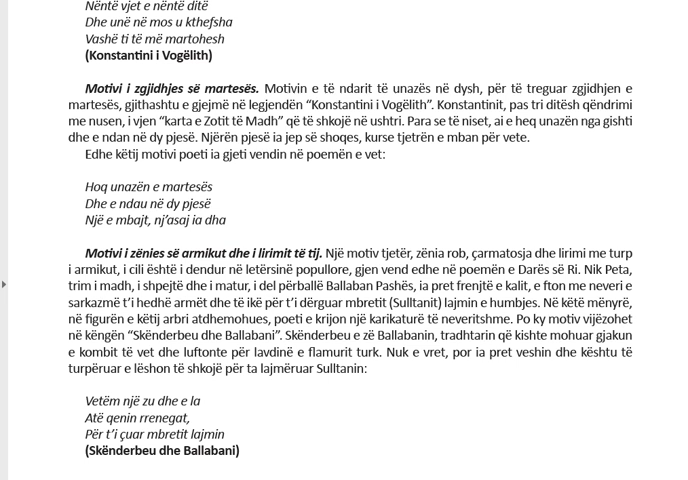 Nëntë vjet e nëntë ditë
Dhe unë në mos u kthefsha
Vashë ti të më martohesh
(Konstantini i Vogëlith)
Motivi i zgjidhjes së martesës. Motivin e të ndarit të unazës në dysh, për të treguar zgjidhjen e
martesës, gjithashtu e gjejmë në legjendën “Konstantini i Vogëlith”. Konstantinit, pas tri ditësh qëndrimi
me nusen, i vjen “karta e Zotit të Madh” që të shkojë në ushtri. Para se të niset, ai e heq unazën nga gishti
dhe e ndan në dy pjesë. Njërën pjesë ia jep së shoqes, kurse tjetrën e mban për vete.
Edhe këtij motivi poeti ia gjeti vendin në poemën e vet:
Hoq unazën e martesës
Dhe e ndau në dy pjesë
Një e mbajt, nj’asaj ia dha
Motivi i zënies së armikut dhe i lirimit të tij. Një motiv tjetër, zënia rob, çarmatosja dhe lirimi me turp
i armikut, i cili është i dendur në letërsinë popullore, gjen vend edhe në poemën e Darës së Ri. Nik Peta,
trim i madh, i shpejtë dhe i matur, i del përballë Ballaban Pashës, ia pret frenjtë e kalit, e fton me neveri e
sarkazmë t’i hedhë armët dhe të ikë për t’i dërguar mbretit (Sulltanit) lajmin e humbjes. Në këtë mënyrë,
në figurën e këtij arbri atdhemohues, poeti e krijon një karikaturë të neveritshme. Po ky motiv vijëzohet
në këngën “Skënderbeu dhe Ballabani”. Skënderbeu e zë Ballabanin, tradhtarin që kishte mohuar gjakun
e kombit të vet dhe luftonte për lavdinë e flamurit turk. Nuk e vret, por ia pret veshin dhe kështu të
turpëruar e lëshon të shkojë për ta lajmëruar Sulltanin:
Vetëm një zu dhe e la
Atë qenin rrenegat,
Për t’i çuar mbretit lajmin
(Skënderbeu dhe Ballabani)